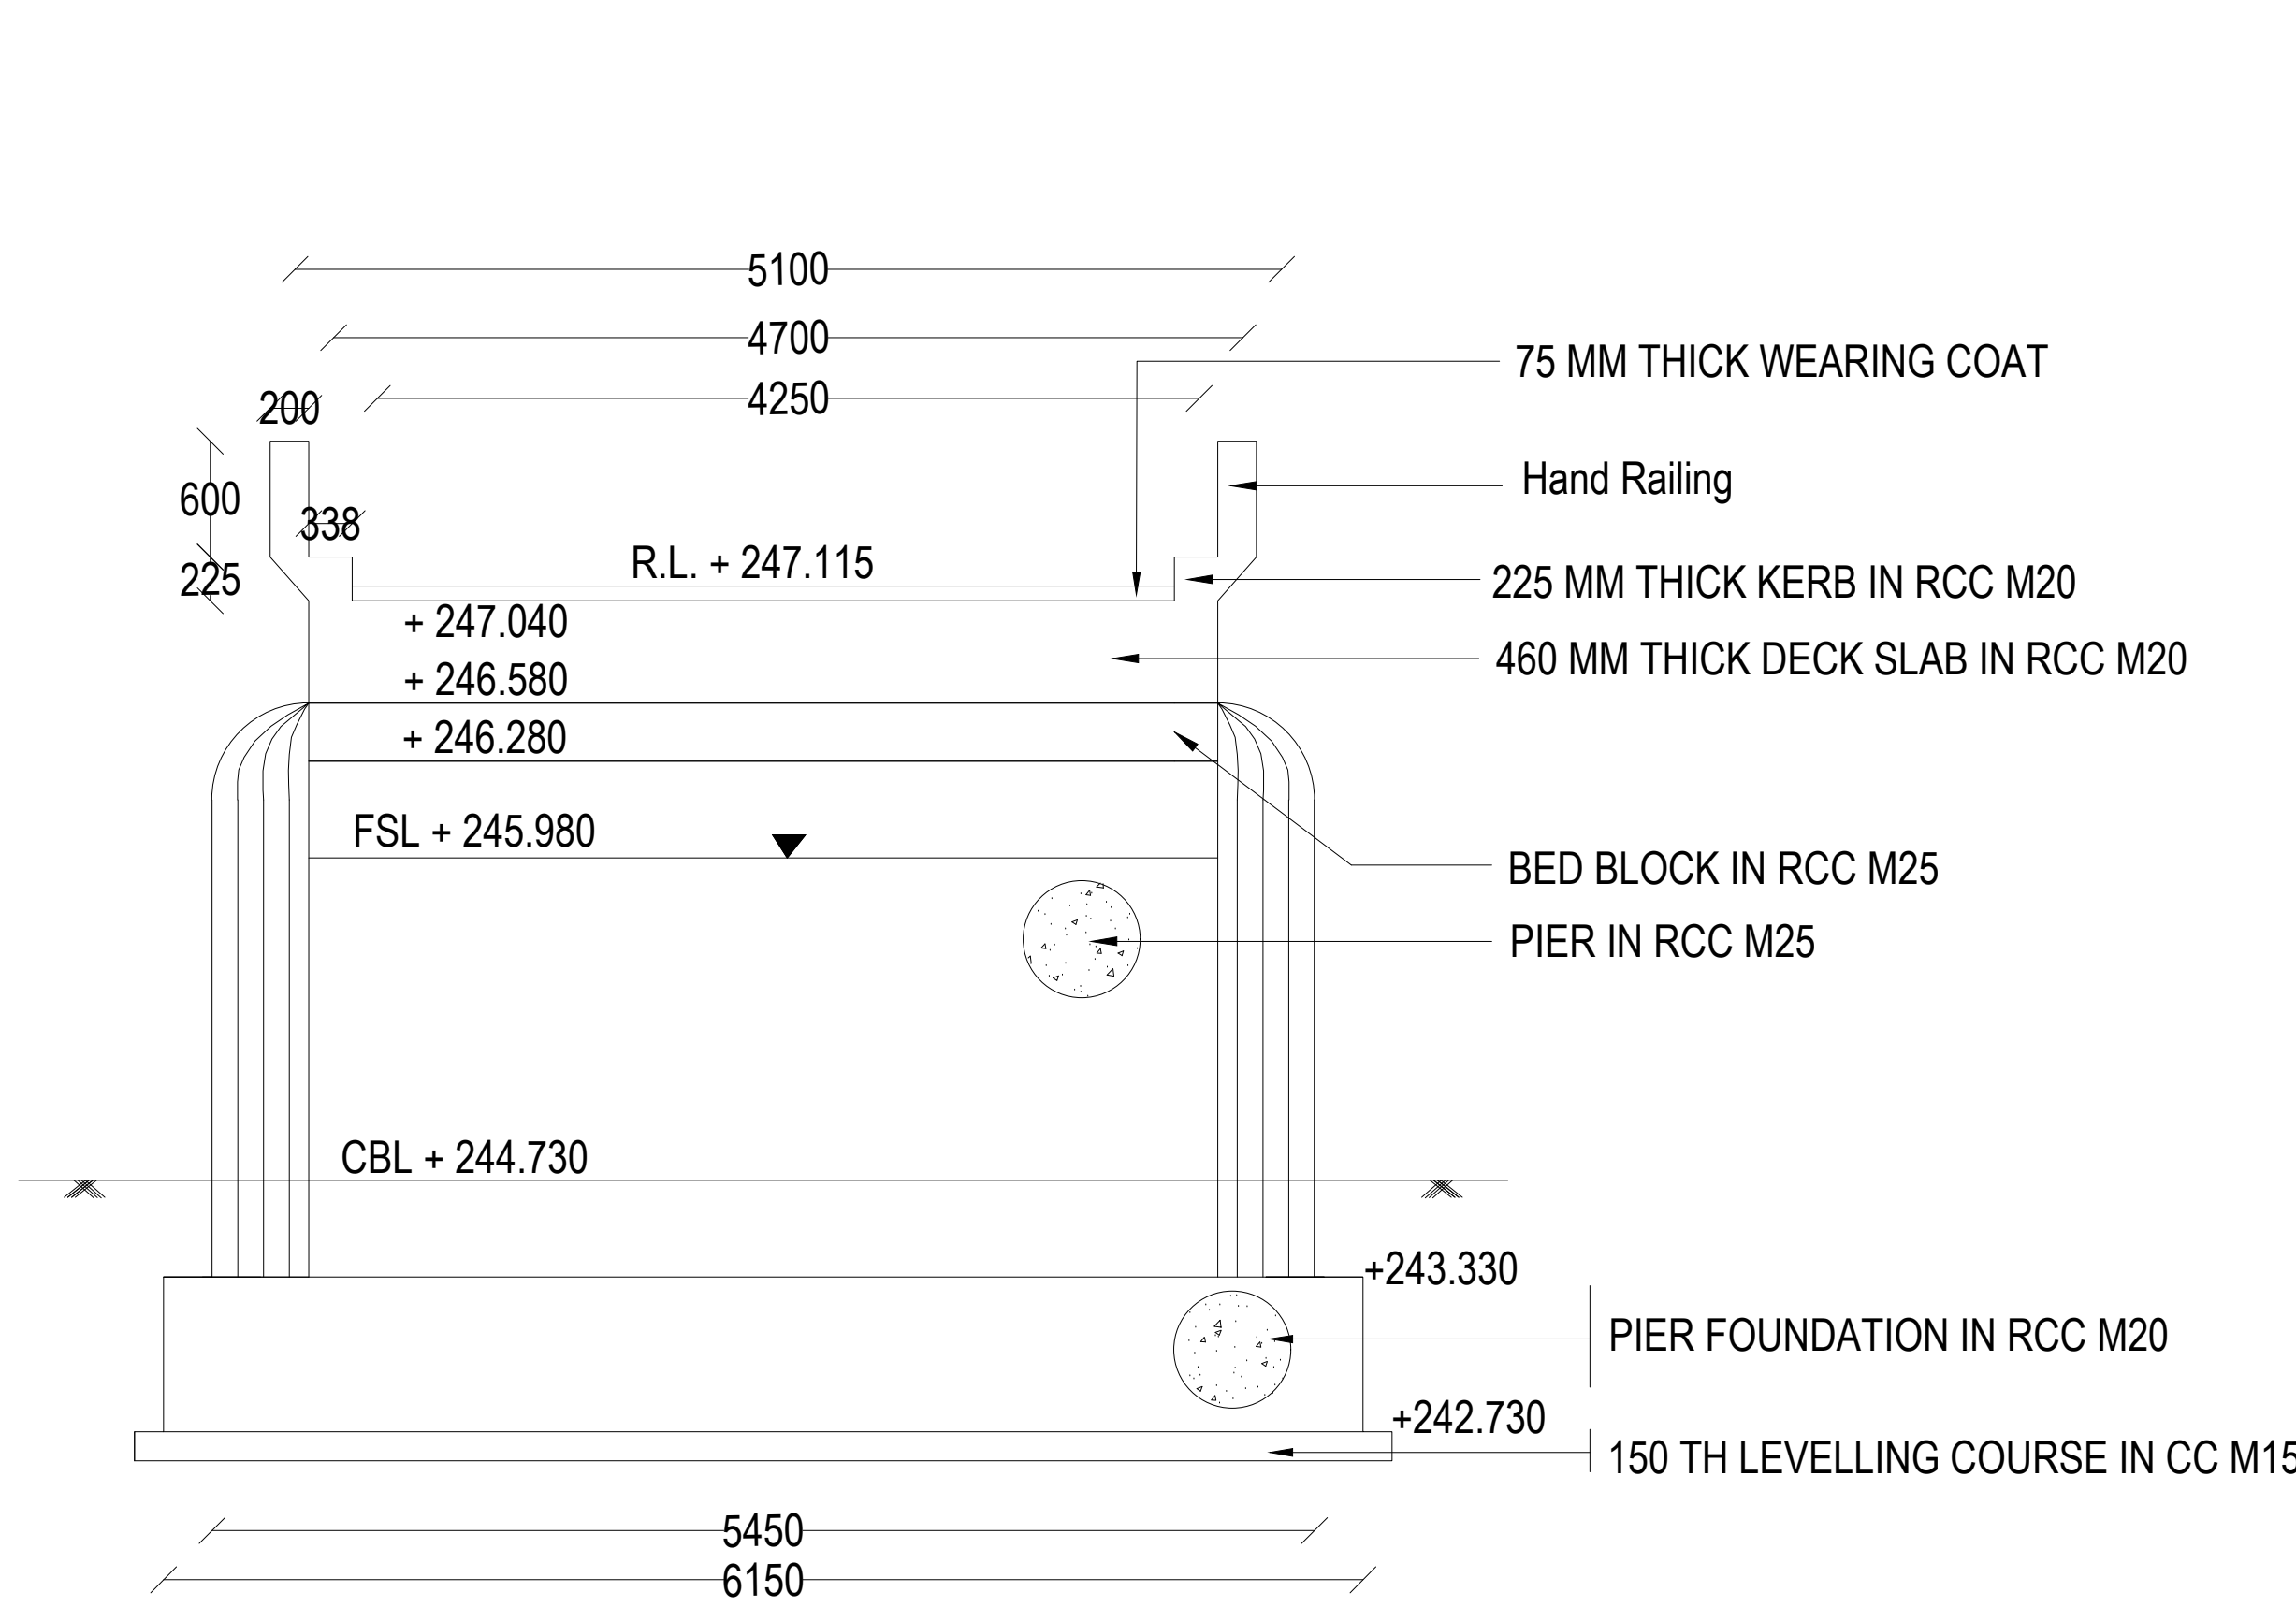 5100
4700
75 MM THICK WEARING COAT
4250
200
Hand Railing
600
338
R.L. + 247.115
225
225 MM THICK KERB IN RCC M20
+ 247.040
460 MM THICK DECK SLAB IN RCC M20
+ 246.580
+ 246.280
FSL + 245.980
BED BLOCK IN RCC M25
PIER IN RCC M25
CBL + 244.730
+243.330
PIER FOUNDATION IN RCC M20
+242.730
150 TH LEVELLING COURSE IN CC M15
5450
6150